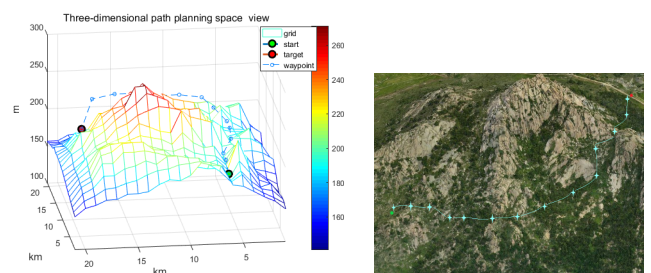 Three-dimensional path planning space view
300
250
200
150
100
m
grid
start
target
waypoint
260
240
220
200
180
160
20
15
10
5
km
20
15
10
5
km